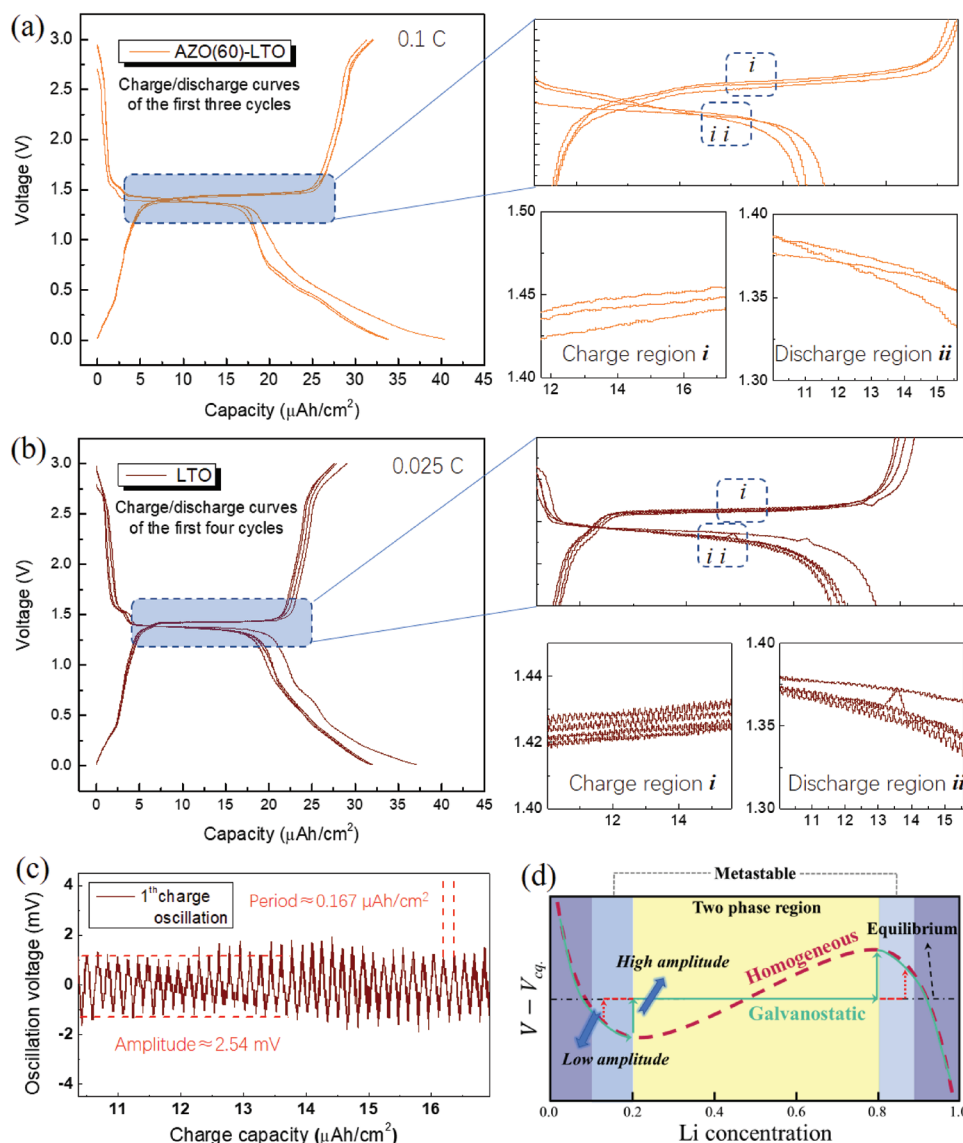 (a)
AZO(60)-LTO
0.1 C
Charge/discharge curves
of the first three cycles
Voltage (V)
3.0
2.5
2.0
1.5
1.0
0.5
0.0
0 5 10 15 20 25 30 35 40 45
Capacity (μAh/cm²)
i
ii
1.50
1.45
1.40
12 14 16
Charge region i
1.40
1.35
1.30
11 12 13 14 15
Discharge region ii
(b)
LTO
0.025 C
Charge/discharge curves
of the first four cycles
Voltage (V)
3.0
2.5
2.0
1.5
1.0
0.5
0.0
0 5 10 15 20 25 30 35 40 45
Capacity (μAh/cm²)
i
ii
1.44
1.42
1.40
12 14
Charge region i
1.40
1.35
1.30
11 12 13 14 15
Discharge region ii
(c)
1th charge
oscillation
Period ≈ 0.167 μAh/cm²
Amplitude ≈ 2.54 mV
Oscillation voltage (mV)
4
2
0
-2
-4
11 12 13 14 15 16
Charge capacity (μAh/cm²)
(d)
Metastable
Two phase region
Equilibrium
High amplitude
Homogeneous
Galvanostatic
Low amplitude
V − Veq.
0.0 0.2 0.4 0.6 0.8 1.0
Li concentration